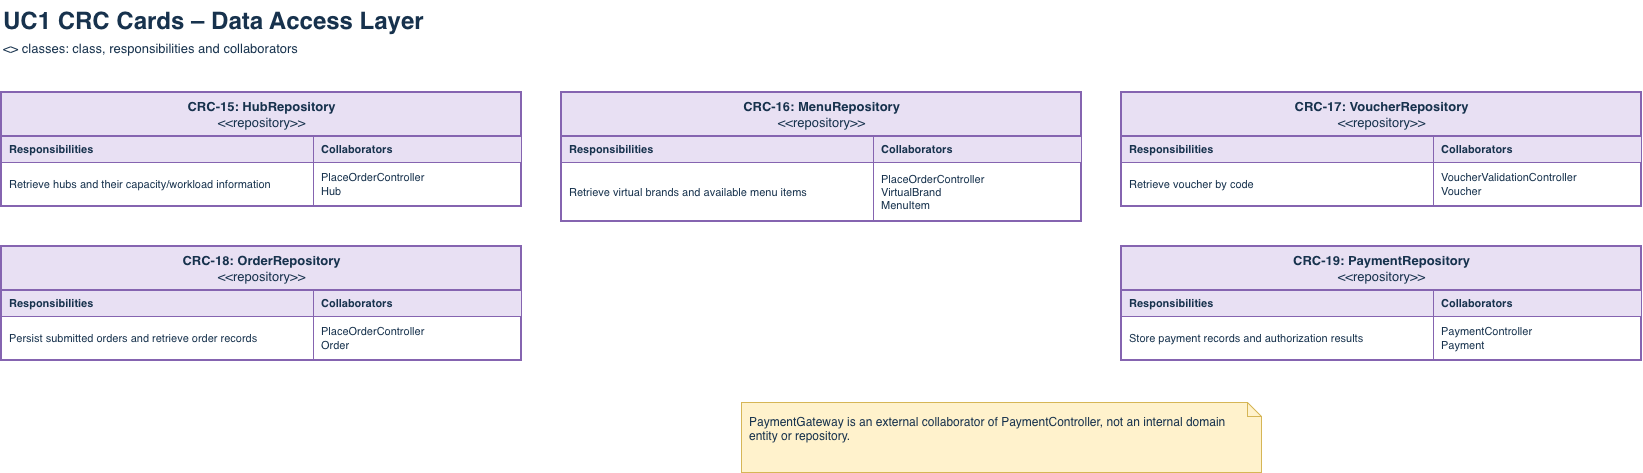 UC1 CRC Cards – Data Access Layer
<> classes: class, responsibilities and collaborators
CRC-15: HubRepository
<<repository>>
Responsibilities
Collaborators
Retrieve hubs and their capacity/workload information
PlaceOrderController
Hub
CRC-16: MenuRepository
<<repository>>
Responsibilities
Collaborators
Retrieve virtual brands and available menu items
PlaceOrderController
VirtualBrand
MenuItem
CRC-17: VoucherRepository
<<repository>>
Responsibilities
Collaborators
Retrieve voucher by code
VoucherValidationController
Voucher
CRC-18: OrderRepository
<<repository>>
Responsibilities
Collaborators
Persist submitted orders and retrieve order records
PlaceOrderController
Order
CRC-19: PaymentRepository
<<repository>>
Responsibilities
Collaborators
Store payment records and authorization results
PaymentController
Payment
PaymentGateway is an external collaborator of PaymentController, not an internal domain
entity or repository.